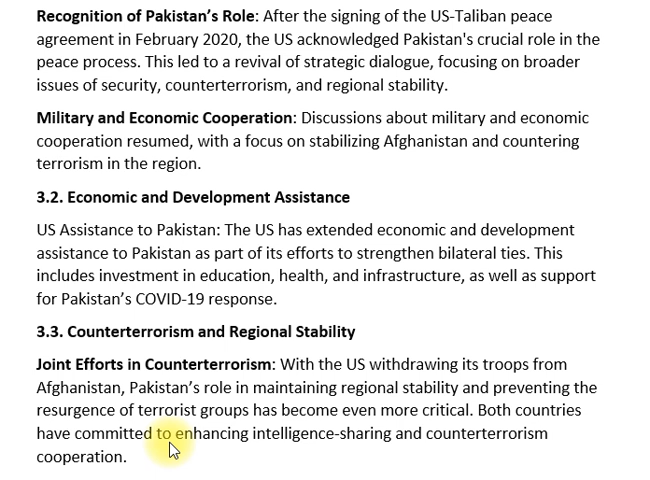 Recognition of Pakistan’s Role: After the signing of the US-Taliban peace
agreement in February 2020, the US acknowledged Pakistan's crucial role in the
peace process. This led to a revival of strategic dialogue, focusing on broader
issues of security, counterterrorism, and regional stability.
Military and Economic Cooperation: Discussions about military and economic
cooperation resumed, with a focus on stabilizing Afghanistan and countering
terrorism in the region.
3.2. Economic and Development Assistance
US Assistance to Pakistan: The US has extended economic and development
assistance to Pakistan as part of its efforts to strengthen bilateral ties. This
includes investment in education, health, and infrastructure, as well as support
for Pakistan’s COVID-19 response.
3.3. Counterterrorism and Regional Stability
Joint Efforts in Counterterrorism: With the US withdrawing its troops from
Afghanistan, Pakistan’s role in maintaining regional stability and preventing the
resurgence of terrorist groups has become even more critical. Both countries
have committed to enhancing intelligence-sharing and counterterrorism
cooperation.